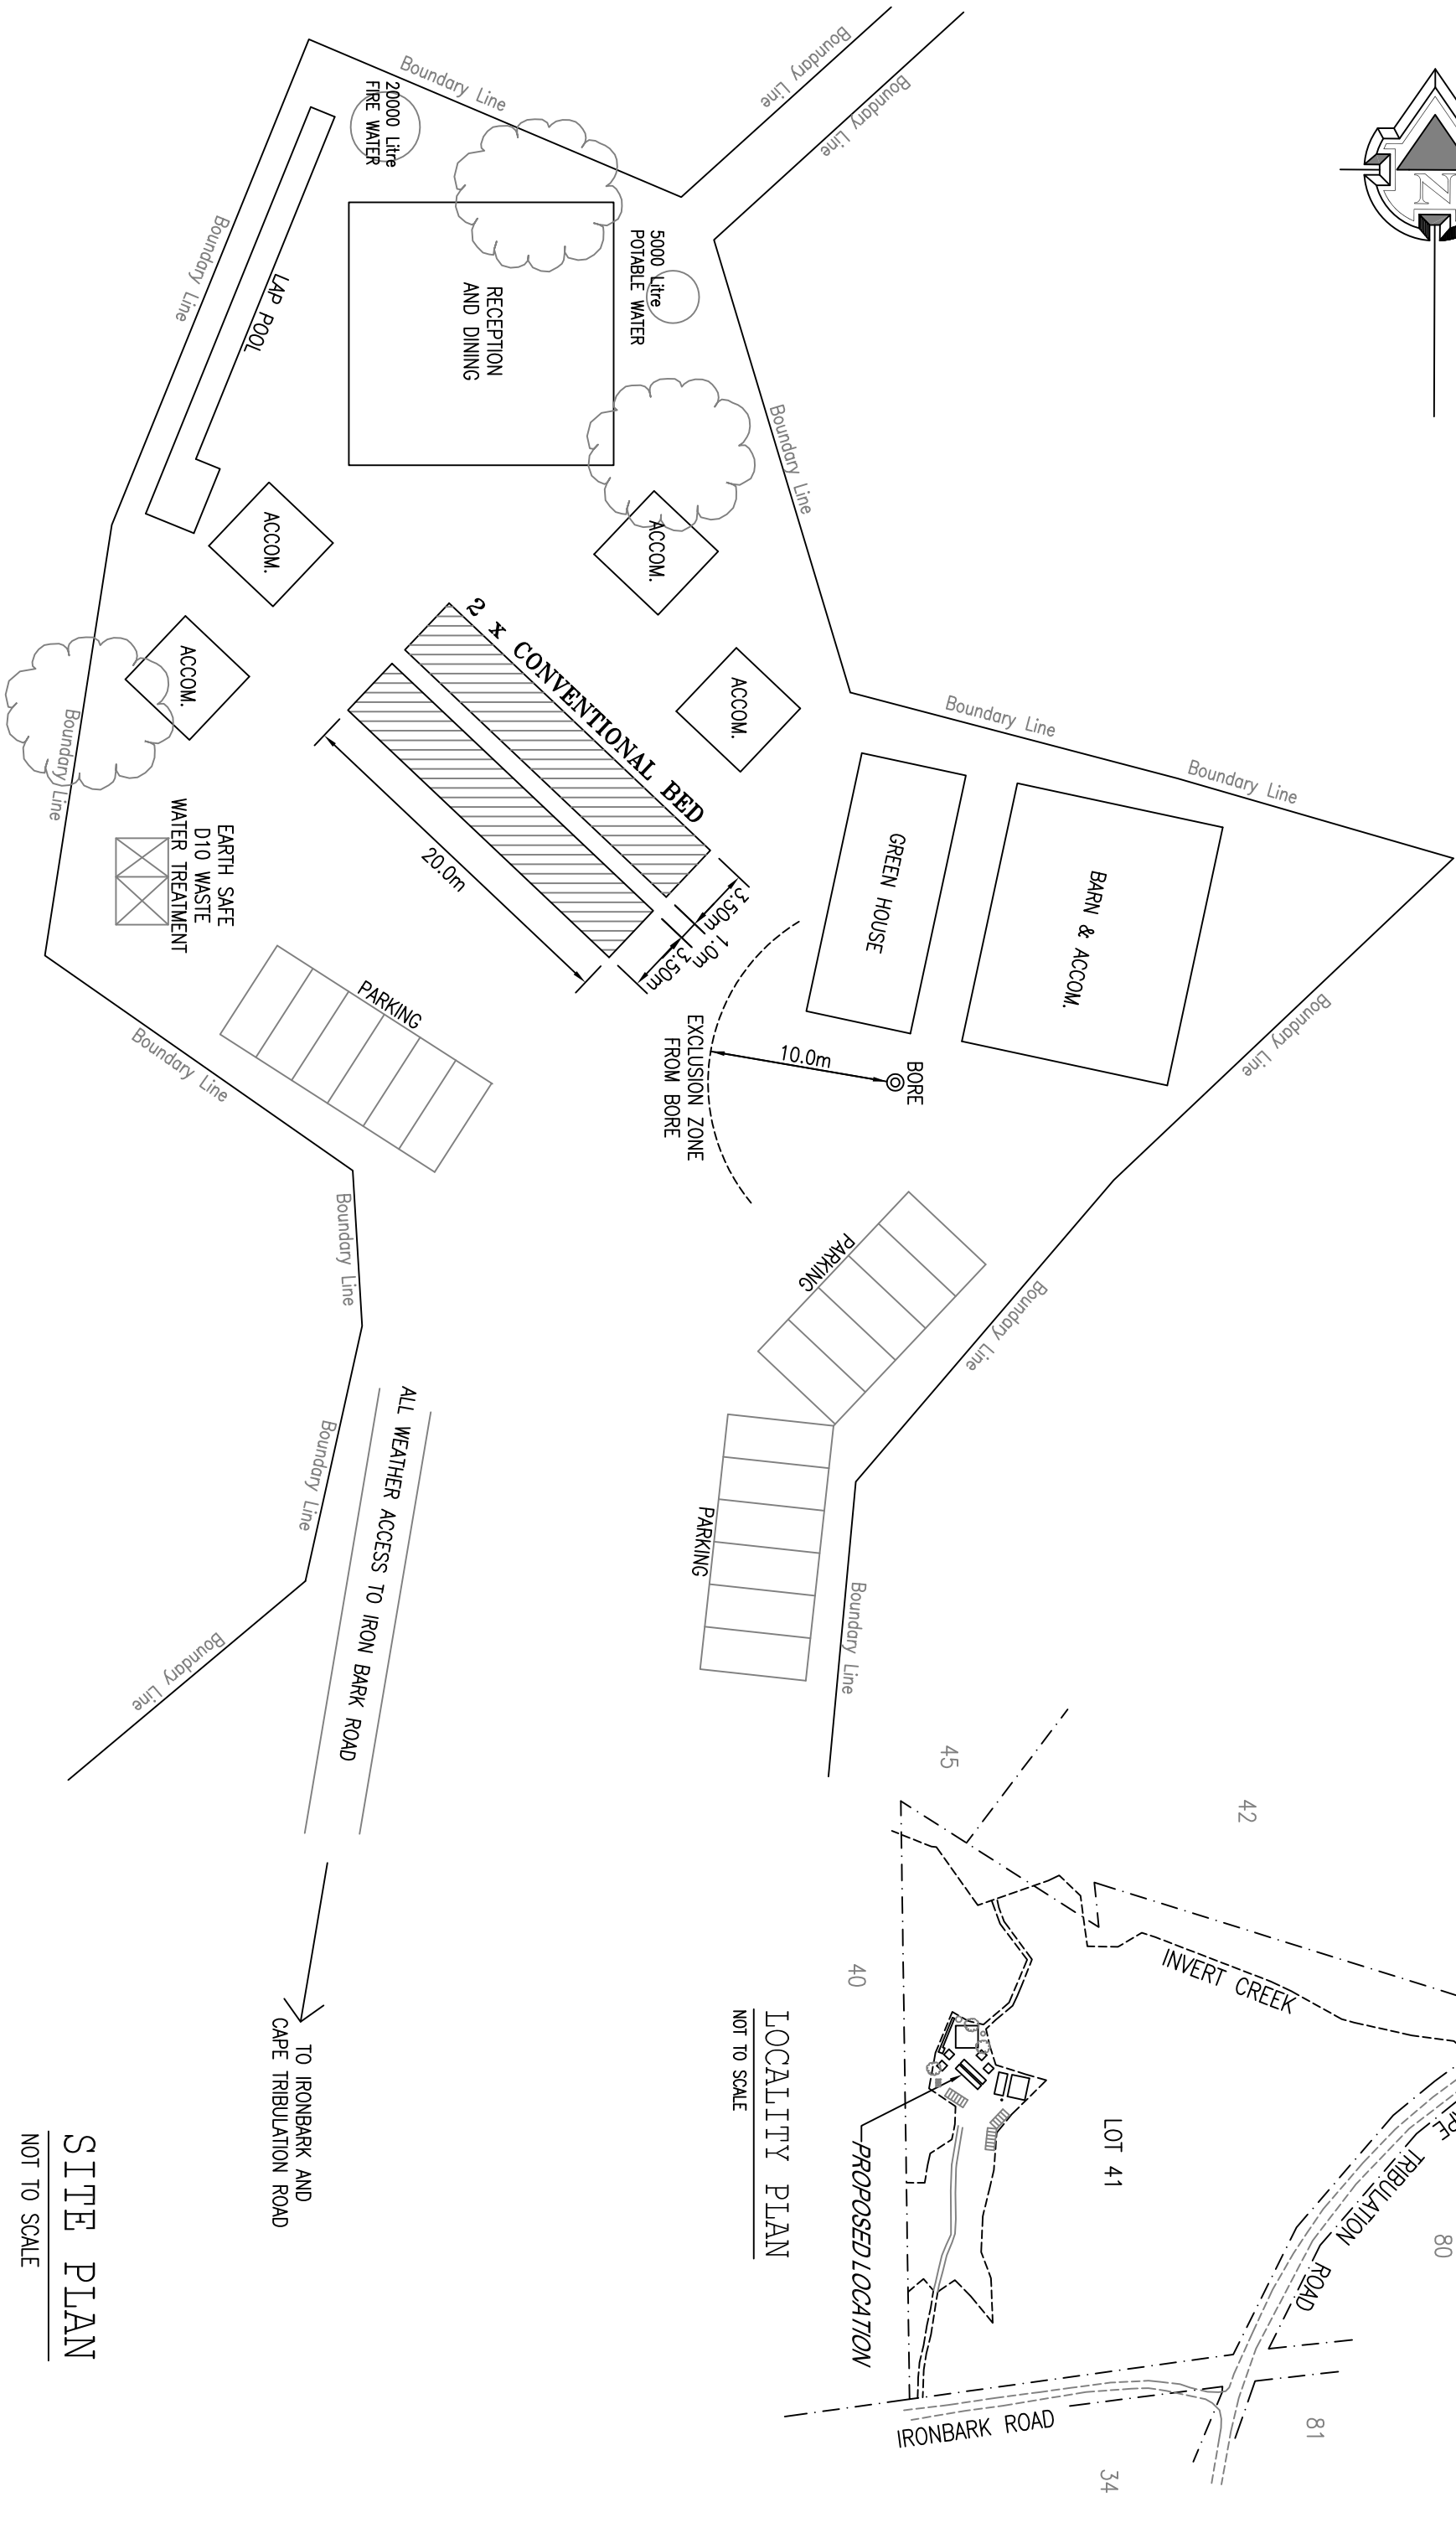 N
Boundary Line
Boundary Line
Boundary Line
20000 Litre
FIRE WATER
5000 Litre
POTABLE WATER
RECEPTION
AND DINING
LAP POOL
Boundary Line
Boundary Line
ACCOM.
ACCOM.
ACCOM.
ACCOM.
2 x CONVENTIONAL BED
20.0m
3.50m
1.0m
3.50m
Boundary Line
Boundary Line
Boundary Line
GREEN HOUSE
BARN & ACCOM.
BORE
10.0m
EXCLUSION ZONE
FROM BORE
EARTH SAFE
D10 WASTE
WATER TREATMENT
PARKING
Boundary Line
Boundary Line
Boundary Line
PARKING
Boundary Line
PARKING
Boundary Line
Boundary Line
Boundary Line
ALL WEATHER ACCESS TO IRON BARK ROAD
TO IRONBARK AND
CAPE TRIBULATION ROAD
SITE PLAN
NOT TO SCALE
45
42
40
INVERT CREEK
LOT 41
TRIBULATION
ROAD
80
81
34
IRONBARK ROAD
PROPOSED LOCATION
LOCALITY PLAN
NOT TO SCALE